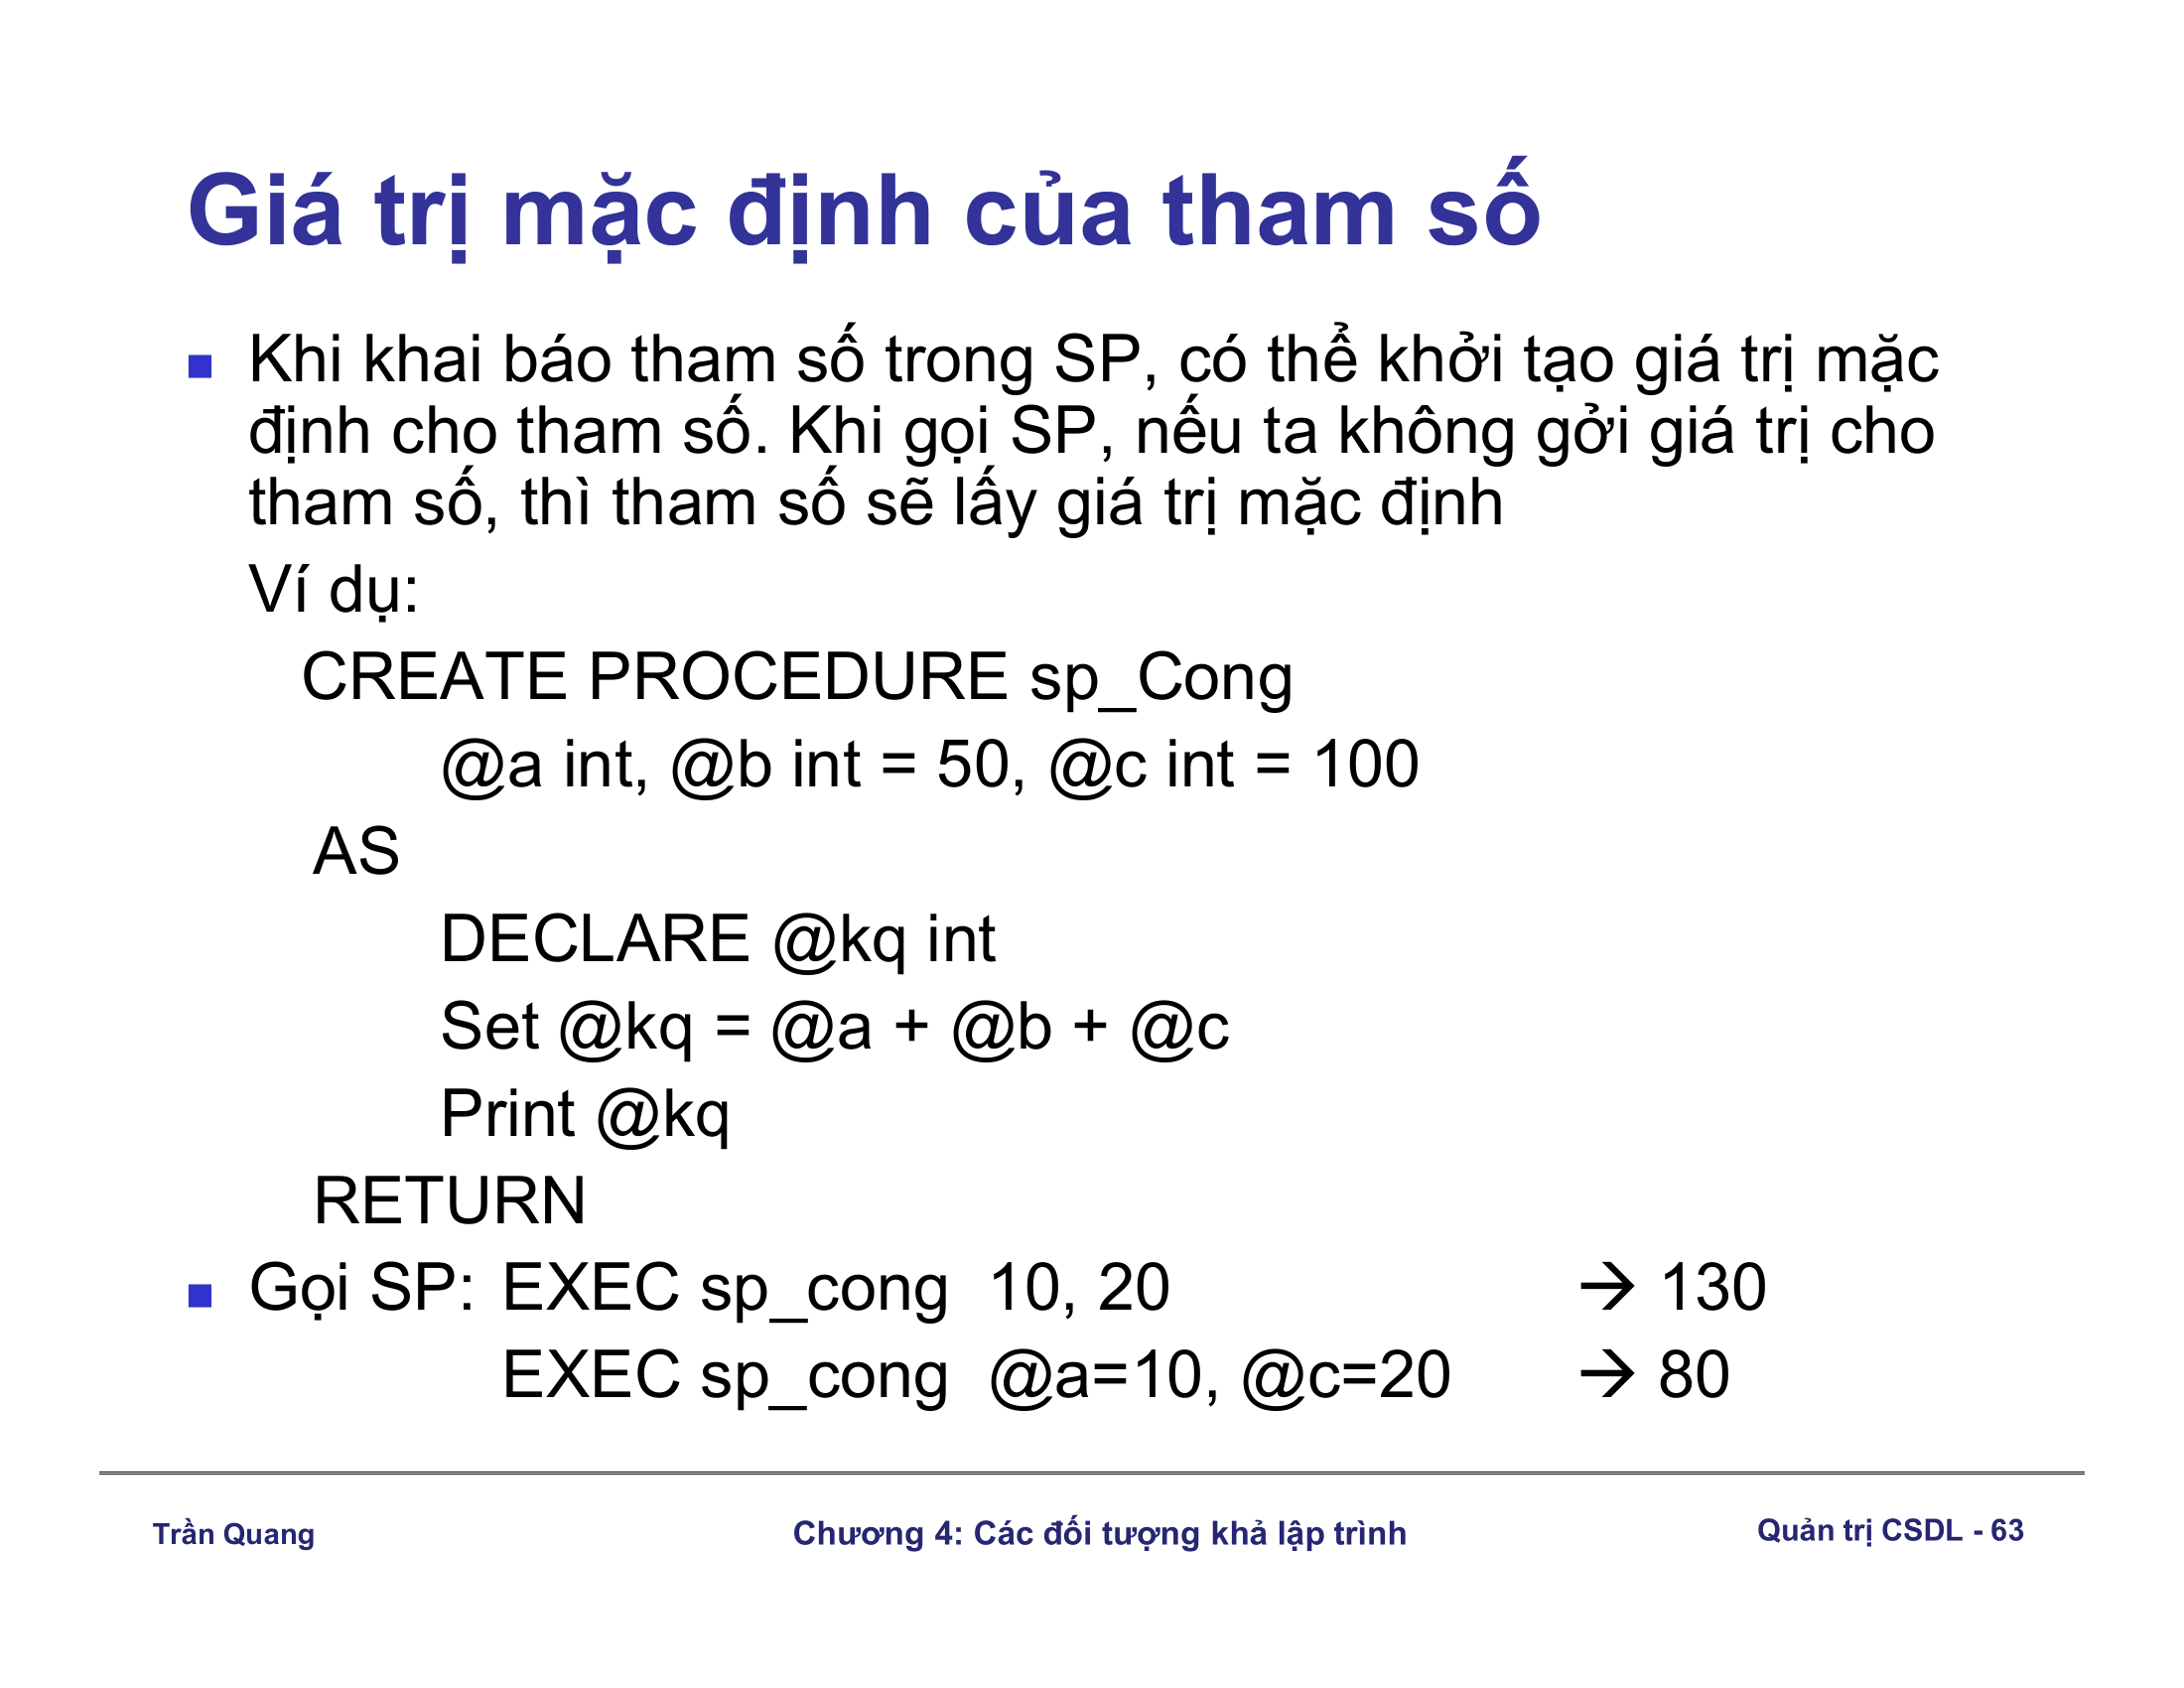 Giá trị mặc định của tham số
Khi khai báo tham số trong SP, có thể khởi tạo giá trị mặc
định cho tham số. Khi gọi SP, nếu ta không gởi giá trị cho
tham số, thì tham số sẽ lấy giá trị mặc định
Ví dụ:
CREATE PROCEDURE sp_Cong
@a int, @b int = 50, @c int = 100
AS
DECLARE @kq int
Set @kq = @a + @b + @c
Print @kq
RETURN
Gọi SP: EXEC sp_cong 10, 20 → 130
EXEC sp_cong @a=10, @c=20 → 80
Trần Quang Chương 4: Các đối tượng khả lập trình Quản trị CSDL - 63